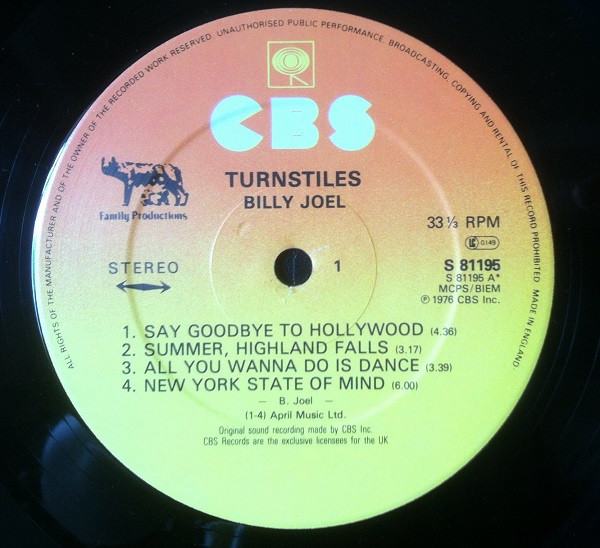 ALL RIGHTS OF THE MANUFACTURER AND OF THE OWNER OF THE RECORDED WORK RESERVED. UNAUTHORISED PUBLIC PERFORMANCE, BROADCASTING, COPYING AND RENTAL OF THIS RECORD PROHIBITED. MADE IN ENGLAND.
CBS
TURNSTILES
BILLY JOEL
Family Productions
33⅓ RPM
LC 0149
STEREO
1
S 81195
S 81195 A*
MCPS/BIEM
℗ 1976 CBS Inc.
1. SAY GOODBYE TO HOLLYWOOD (4.36)
2. SUMMER, HIGHLAND FALLS (3.17)
3. ALL YOU WANNA DO IS DANCE (3.39)
4. NEW YORK STATE OF MIND (6.00)
— B. Joel —
(1-4) April Music Ltd.
Original sound recording made by CBS Inc.
CBS Records are the exclusive licensees for the UK